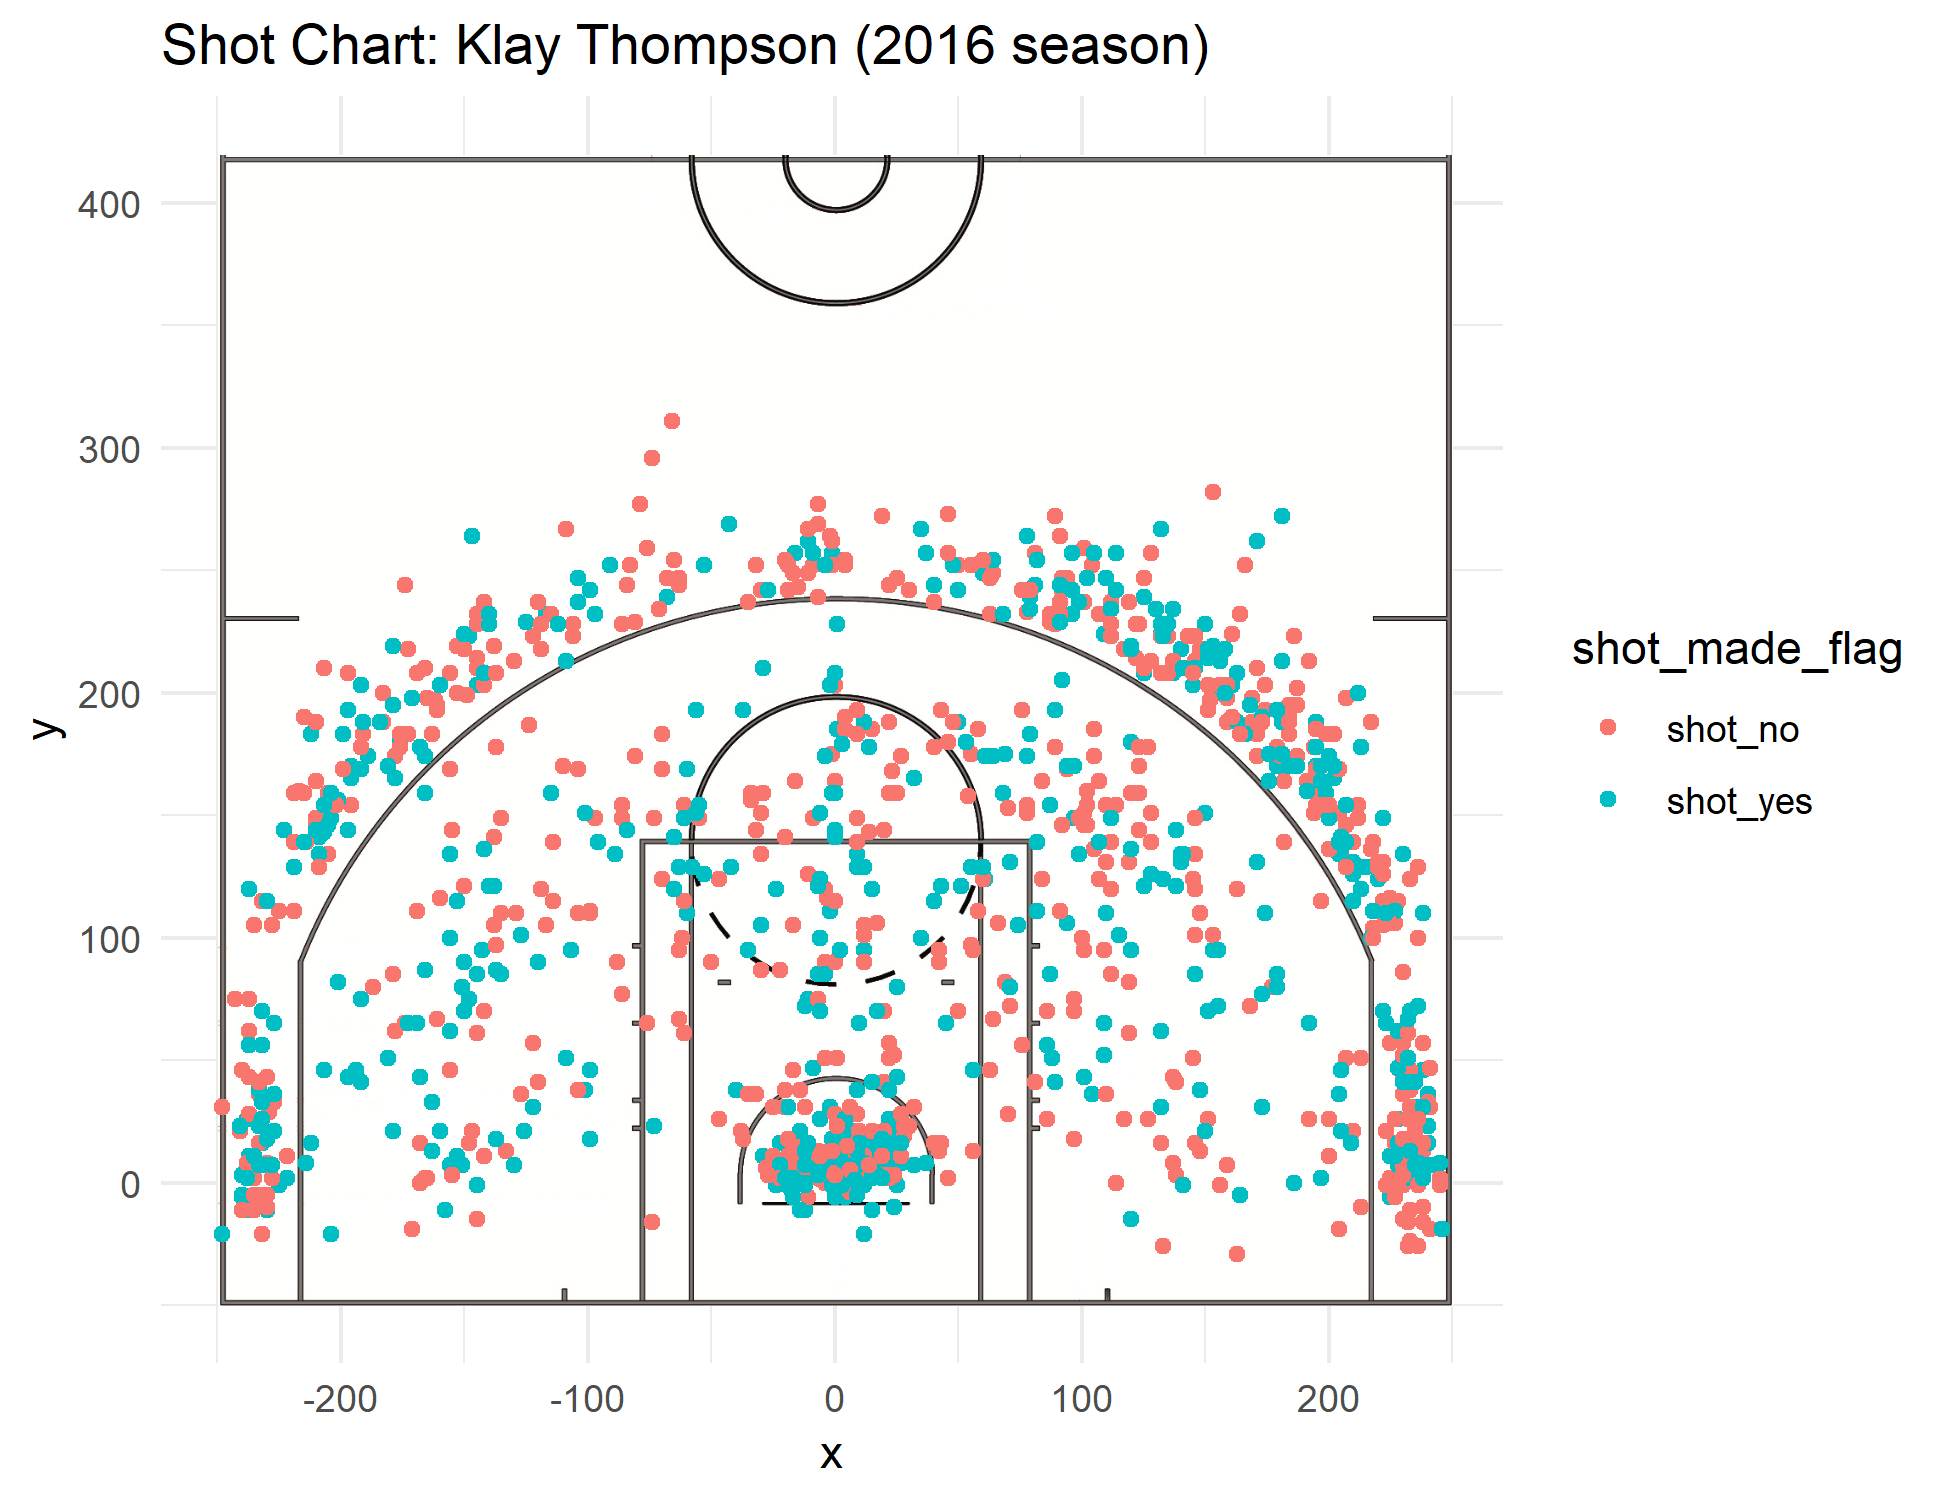 Shot Chart: Klay Thompson (2016 season)
400
300
200
100
0
y
-200 -100 0 100 200
x
shot_made_flag
shot_no
shot_yes